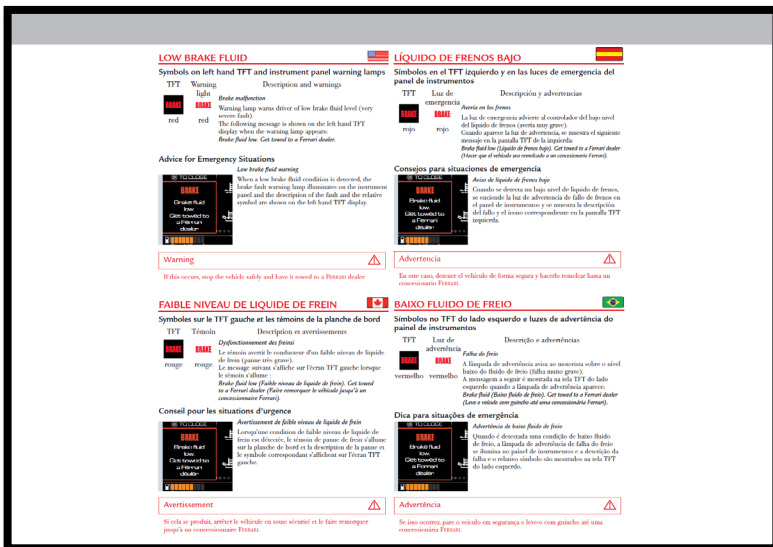 LOW BRAKE FLUID
Symbols on left hand TFT and instrument panel warning lamps
TFT Warning light Description and warnings
BRAKE BRAKE
red red
Brake malfunction
Warning lamp warns driver of low brake fluid level (very
severe fault).
The following message is shown on the left hand TFT
display when the warning lamp appears:
Brake fluid low. Get towed to a Ferrari dealer.
Advice for Emergency Situations
TO CLOSE
BRAKE
Brake fluid
low.
Get towed to
a Ferrari
dealer
Low brake fluid warning
When a low brake fluid condition is detected, the
brake fault warning lamp illuminates on the instrument
panel and the description of the fault and the relative
symbol are shown on the left hand TFT display.
Warning
If this occurs, stop the vehicle safely and have it towed to a FERRARI dealer.
LÍQUIDO DE FRENOS BAJO
Símbolos en el TFT izquierdo y en las luces de emergencia del
panel de instrumentos
TFT Luz de emergencia Descripción y advertencias
BRAKE BRAKE
rojo rojo
Avería en los frenos
La luz de emergencia advierte al controlador del bajo nivel
del líquido de frenos (avería muy grave).
Cuando aparece la luz de advertencia, se muestra el siguiente
mensaje en la pantalla TFT de la izquierda:
Brake fluid low (Líquido de frenos bajo). Get towed to a Ferrari dealer
(Hacer que el vehículo sea remolcado a un concesionario Ferrari).
Consejos para situaciones de emergencia
TO CLOSE
BRAKE
Brake fluid
low.
Get towed to
a Ferrari
dealer
Aviso de líquido de frenos bajo
Cuando se detecta un bajo nivel de líquido de frenos,
se enciende la luz de advertencia de fallo de frenos en
el panel de instrumentos y se muestra la descripción
del fallo y el icono correspondiente en la pantalla TFT
izquierda.
Advertencia
En este caso, detener el vehículo de forma segura y hacerlo remolcar hasta un
concesionario FERRARI.
FAIBLE NIVEAU DE LIQUIDE DE FREIN
Symboles sur le TFT gauche et les témoins de la planche de bord
TFT Témoin Description et avertissements
BRAKE BRAKE
rouge rouge
Dysfonctionnement des freinsi
Le témoin avertit le conducteur d'un faible niveau de liquide
de frein (panne très grave).
Le message suivant s'affiche sur l'écran TFT gauche lorsque
le témoin s'allume :
Brake fluid low (Faible niveau de liquide de frein). Get towed
to a Ferrari dealer (Faire remorquer le véhicule jusqu'à un
concessionnaire Ferrari).
Conseil pour les situations d'urgence
TO CLOSE
BRAKE
Brake fluid
low.
Get towed to
a Ferrari
dealer
Avertissement de faible niveau de liquide de frein
Lorsqu'une condition de faible niveau de liquide de
frein est détectée, le témoin de panne de frein s'allume
sur la planche de bord et la description de la panne et
le symbole correspondant s'affichent sur l'écran TFT
gauche.
Avertissement
Si cela se produit, arrêter le véhicule en toute sécurité et le faire remorquer
jusqu'à un concessionnaire FERRARI.
BAIXO FLUIDO DE FREIO
Símbolos no TFT do lado esquerdo e luzes de advertência do
painel de instrumentos
TFT Luz de advertência Descrição e advertências
BRAKE BRAKE
vermelho vermelho
Falha do freio
A lâmpada de advertência avisa ao motorista sobre o nível
baixo do fluido de freio (falha muito grave).
A mensagem a seguir é mostrada na tela TFT do lado
esquerdo quando a lâmpada de advertência aparece:
Brake fluid (Baixo fluido de freio). Get towed to a Ferrari dealer
(Leve o veículo com guincho até uma concessionária Ferrari).
Dica para situações de emergência
TO CLOSE
BRAKE
Brake fluid
low.
Get towed to
a Ferrari
dealer
Advertência de baixo fluido de freio
Quando é detectada uma condição de baixo fluido
de freio, a lâmpada de advertência de falha do freio
se ilumina no painel de instrumentos e a descrição da
falha e o relativo símbolo são mostrados na tela TFT
do lado esquerdo.
Advertência
Se isso ocorrer, pare o veículo em segurança e leve-o com guincho até uma
concessionária FERRARI.